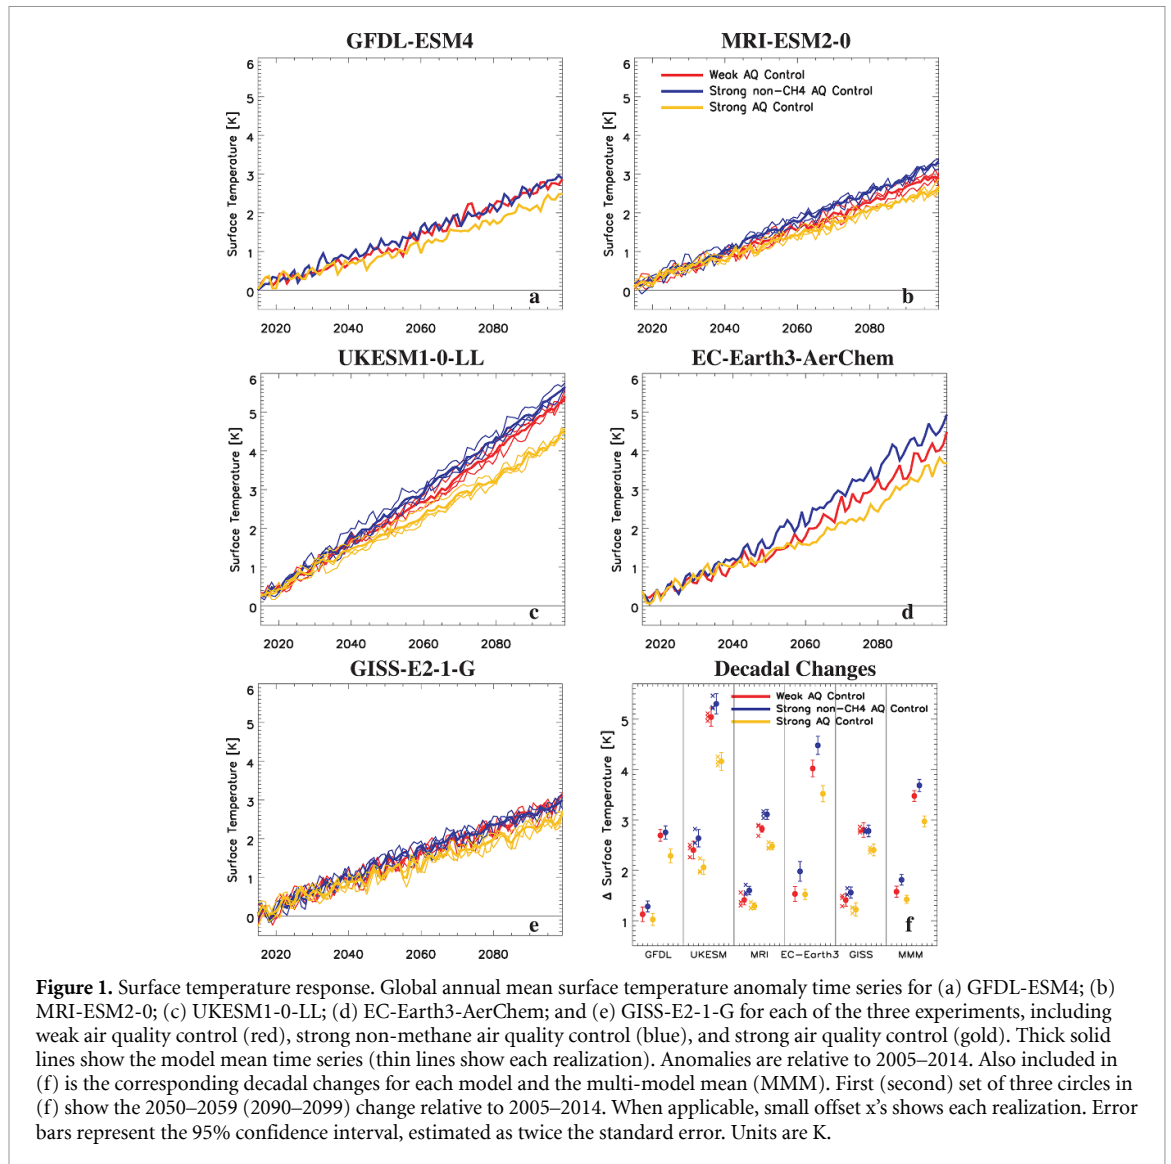 GFDL-ESM4
6
5
4
3
2
1
0
Surface Temperature [K]
a
2020 2040 2060 2080
MRI-ESM2-0
6
5
4
3
2
1
0
Surface Temperature [K]
Weak AQ Control
Strong non-CH4 AQ Control
Strong AQ Control
b
2020 2040 2060 2080
UKESM1-0-LL
6
5
4
3
2
1
0
Surface Temperature [K]
c
2020 2040 2060 2080
EC-Earth3-AerChem
6
5
4
3
2
1
0
Surface Temperature [K]
d
2020 2040 2060 2080
GISS-E2-1-G
6
5
4
3
2
1
0
Surface Temperature [K]
e
2020 2040 2060 2080
Decadal Changes
5
4
3
2
1
Δ Surface Temperature [K]
Weak AQ Control
Strong non-CH4 AQ Control
Strong AQ Control
f
GFDL UKESM MRI EC-Earth3 GISS MMM
Figure 1. Surface temperature response. Global annual mean surface temperature anomaly time series for (a) GFDL-ESM4; (b)
MRI-ESM2-0; (c) UKESM1-0-LL; (d) EC-Earth3-AerChem; and (e) GISS-E2-1-G for each of the three experiments, including
weak air quality control (red), strong non-methane air quality control (blue), and strong air quality control (gold). Thick solid
lines show the model mean time series (thin lines show each realization). Anomalies are relative to 2005–2014. Also included in
(f) is the corresponding decadal changes for each model and the multi-model mean (MMM). First (second) set of three circles in
(f) show the 2050–2059 (2090–2099) change relative to 2005–2014. When applicable, small offset x's shows each realization. Error
bars represent the 95% confidence interval, estimated as twice the standard error. Units are K.